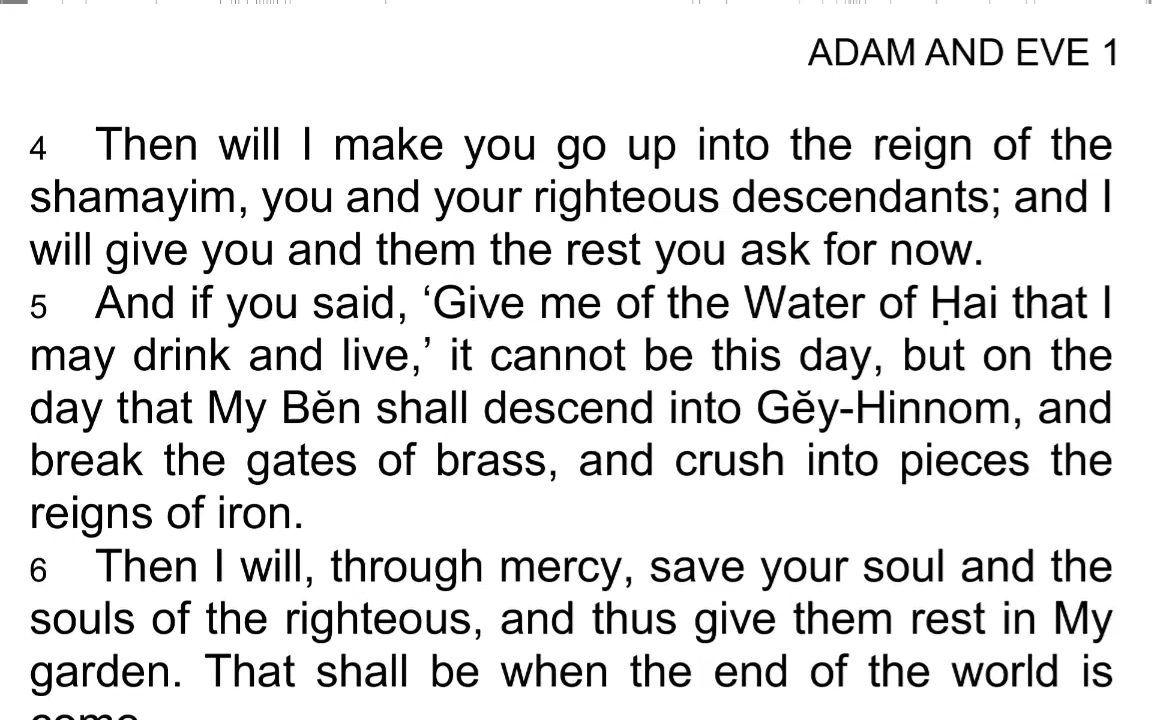 ADAM AND EVE 1
4 Then will I make you go up into the reign of the
shamayim, you and your righteous descendants; and I
will give you and them the rest you ask for now.
5 And if you said, ‘Give me of the Water of Ḥai that I
may drink and live,’ it cannot be this day, but on the
day that My Bĕn shall descend into Gĕy-Hinnom, and
break the gates of brass, and crush into pieces the
reigns of iron.
6 Then I will, through mercy, save your soul and the
souls of the righteous, and thus give them rest in My
garden. That shall be when the end of the world is